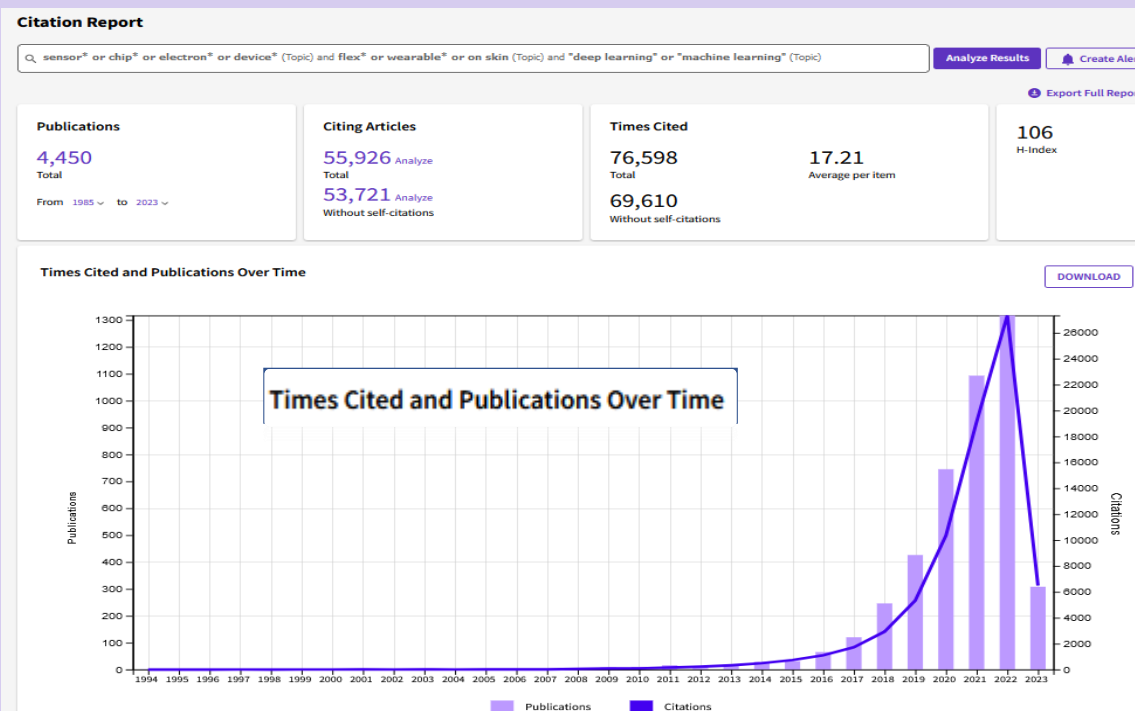 Citation Report
sensor* or chip* or electron* or device* (Topic) and flex* or wearable* or on skin (Topic) and "deep learning" or "machine learning" (Topic)
Analyze Results
Create Aler
Export Full Repor
Publications
4,450
Total
From 1985 to 2023
Citing Articles
55,926 Analyze
Total
53,721 Analyze
Without self-citations
Times Cited
76,598
Total
69,610
Without self-citations
17.21
Average per item
106
H-Index
Times Cited and Publications Over Time
DOWNLOAD
Times Cited and Publications Over Time
Publications
1300
1200
1100
1000
900
800
700
600
500
400
300
200
100
0
26000
24000
22000
20000
18000
16000
14000
12000
10000
8000
6000
4000
2000
0
Citations
1994 1995 1996 1997 1998 1999 2000 2001 2002 2003 2004 2005 2006 2007 2008 2009 2010 2011 2012 2013 2014 2015 2016 2017 2018 2019 2020 2021 2022 2023
Publications Citations